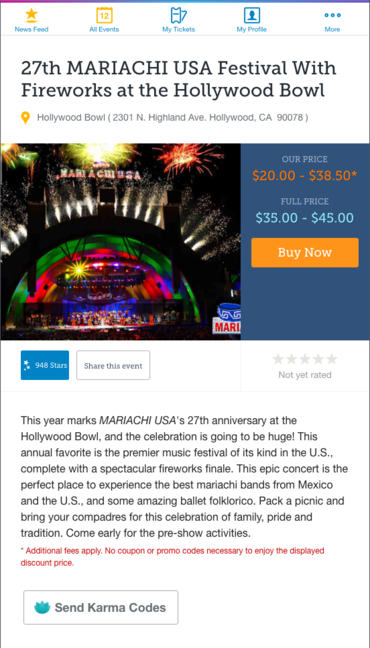 12
News Feed
All Events
My Tickets
My Profile
More
27th MARIACHI USA Festival With
Fireworks at the Hollywood Bowl
Hollywood Bowl ( 2301 N. Highland Ave. Hollywood, CA 90078 )
MARIACHI USA
MARI
OUR PRICE
$20.00 - $38.50*
FULL PRICE
$35.00 - $45.00
Buy Now
948 Stars
Share this event
Not yet rated
This year marks MARIACHI USA's 27th anniversary at the
Hollywood Bowl, and the celebration is going to be huge! This
annual favorite is the premier music festival of its kind in the U.S.,
complete with a spectacular fireworks finale. This epic concert is the
perfect place to experience the best mariachi bands from Mexico
and the U.S., and some amazing ballet folklorico. Pack a picnic and
bring your compadres for this celebration of family, pride and
tradition. Come early for the pre-show activities.
* Additional fees apply. No coupon or promo codes necessary to enjoy the displayed
discount price.
Send Karma Codes